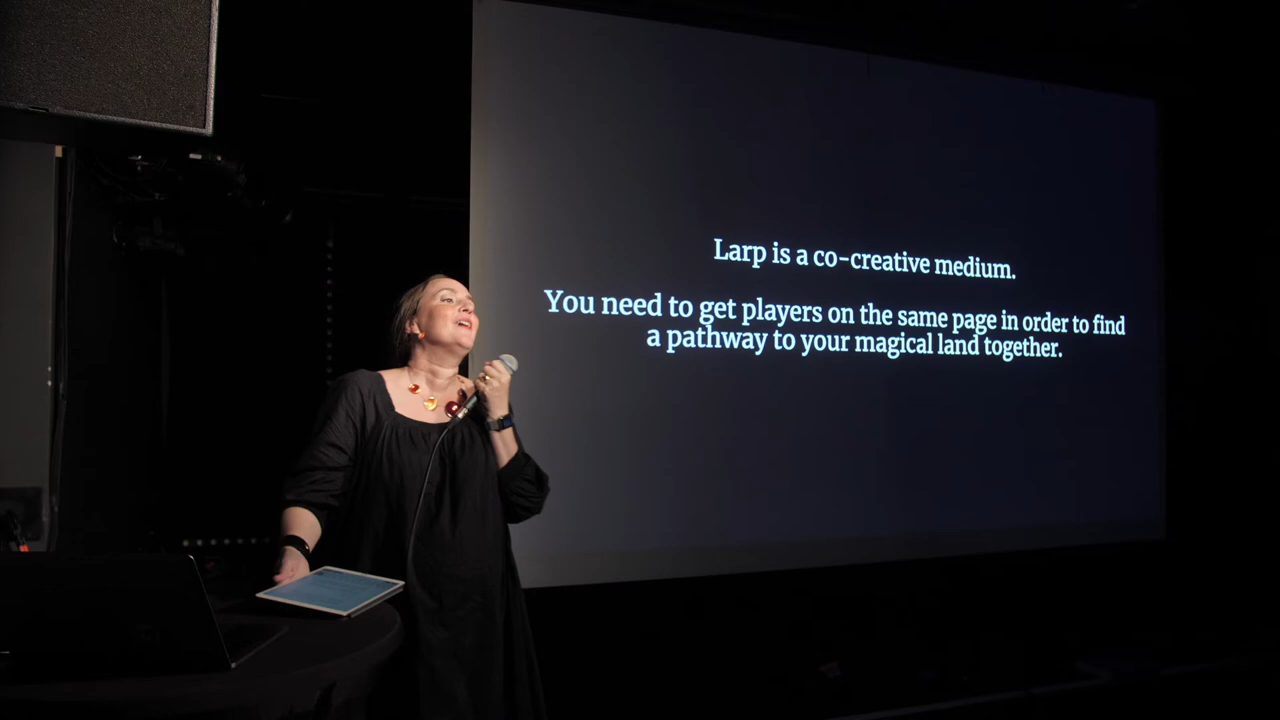 Larp is a co-creative medium.
You need to get players on the same page in order to find
a pathway to your magical land together.